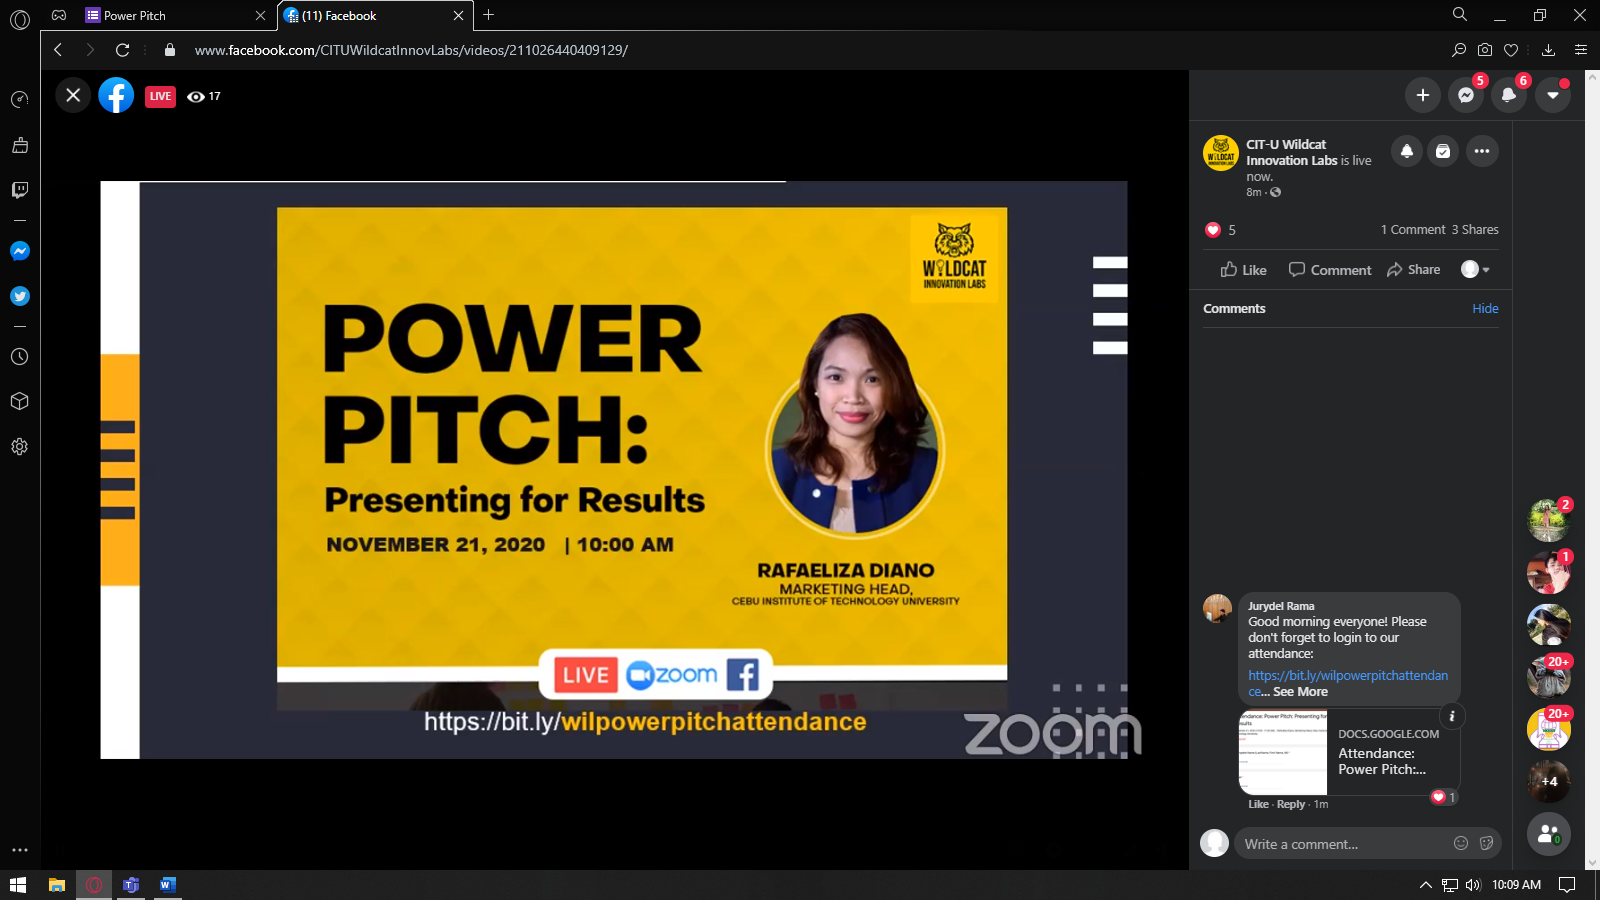 Power Pitch
(11) Facebook
www.facebook.com/CITUWildcatInnovLabs/videos/211026440409129/
LIVE
17
5
6
CIT-U Wildcat
Innovation Labs is live
now.
8m
5
1 Comment 3 Shares
Like
Comment
Share
Comments
Hide
WILDCAT
INNOVATION LABS
POWER
PITCH:
Presenting for Results
NOVEMBER 21, 2020 | 10:00 AM
RAFAELIZA DIANO
MARKETING HEAD,
CEBU INSTITUTE OF TECHNOLOGY UNIVERSITY
LIVE
zoom
https://bit.ly/wilpowerpitchattendance
zoom
Jurydel Rama
Good morning everyone! Please
don't forget to login to our
attendance:
https://bit.ly/wilpowerpitchattendan
ce... See More
DOCS.GOOGLE.COM
Attendance:
Power Pitch:...
1
Like · Reply · 1m
Write a comment...
2
1
20+
20+
+4
0
10:09 AM